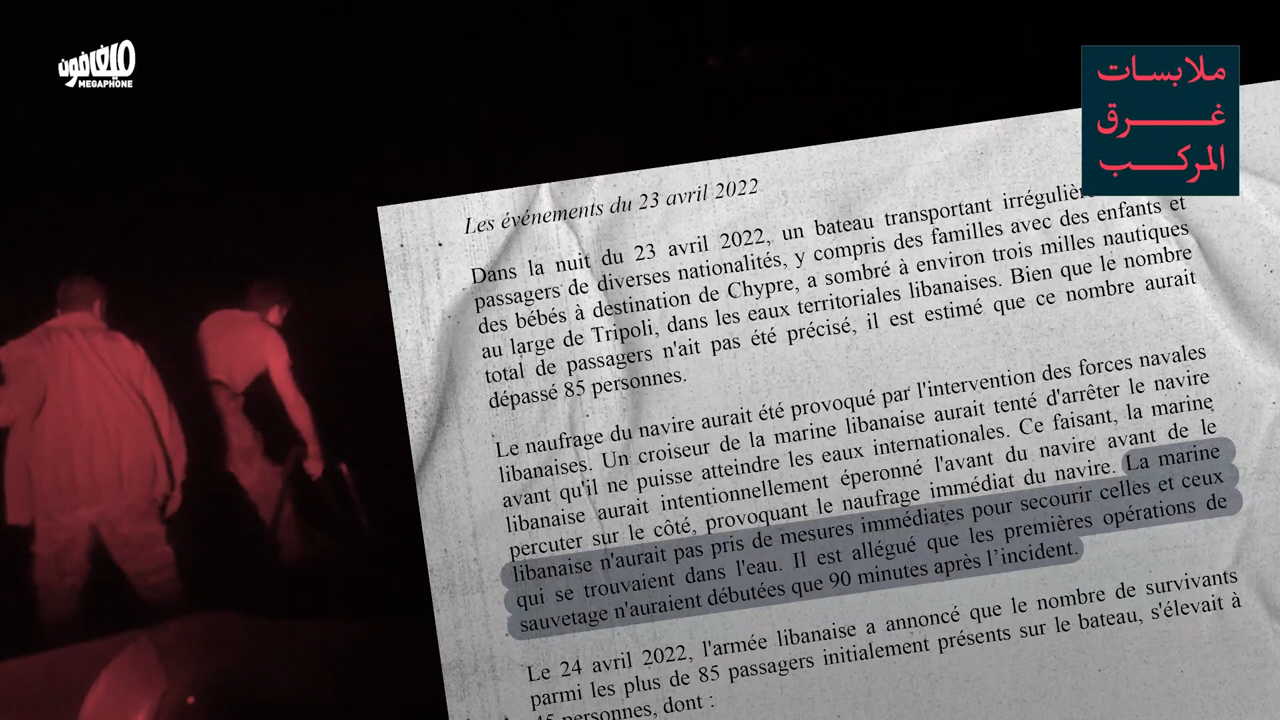 ميغافون
MEGAPHONE
ملابسات
غرق
المركب
Les événements du 23 avril 2022
Dans la nuit du 23 avril 2022, un bateau transportant
passagers de diverses nationalités, y compris des familles avec des enfants et
des bébés à destination de Chypre, a sombré à environ trois milles nautiques
au large de Tripoli, dans les eaux territoriales libanaises. Bien que le nombre
total de passagers n'ait pas été précisé, il est estimé que ce nombre aurait
dépassé 85 personnes.
Le naufrage du navire aurait été provoqué par l'intervention des forces navales
libanaises. Un croiseur de la marine libanaise aurait tenté d'arrêter le navire
avant qu'il ne puisse atteindre les eaux internationales. Ce faisant, la marine
libanaise aurait intentionnellement éperonné l'avant du navire avant de le
percuter sur le côté, provoquant le naufrage immédiat du navire. La marine
libanaise n'aurait pas pris de mesures immédiates pour secourir celles et ceux
qui se trouvaient dans l'eau. Il est allégué que les premières opérations de
sauvetage n'auraient débutées que 90 minutes après l’incident.
Le 24 avril 2022, l'armée libanaise a annoncé que le nombre de survivants
parmi les plus de 85 passagers initialement présents sur le bateau, s'élevait à
45 personnes, dont :